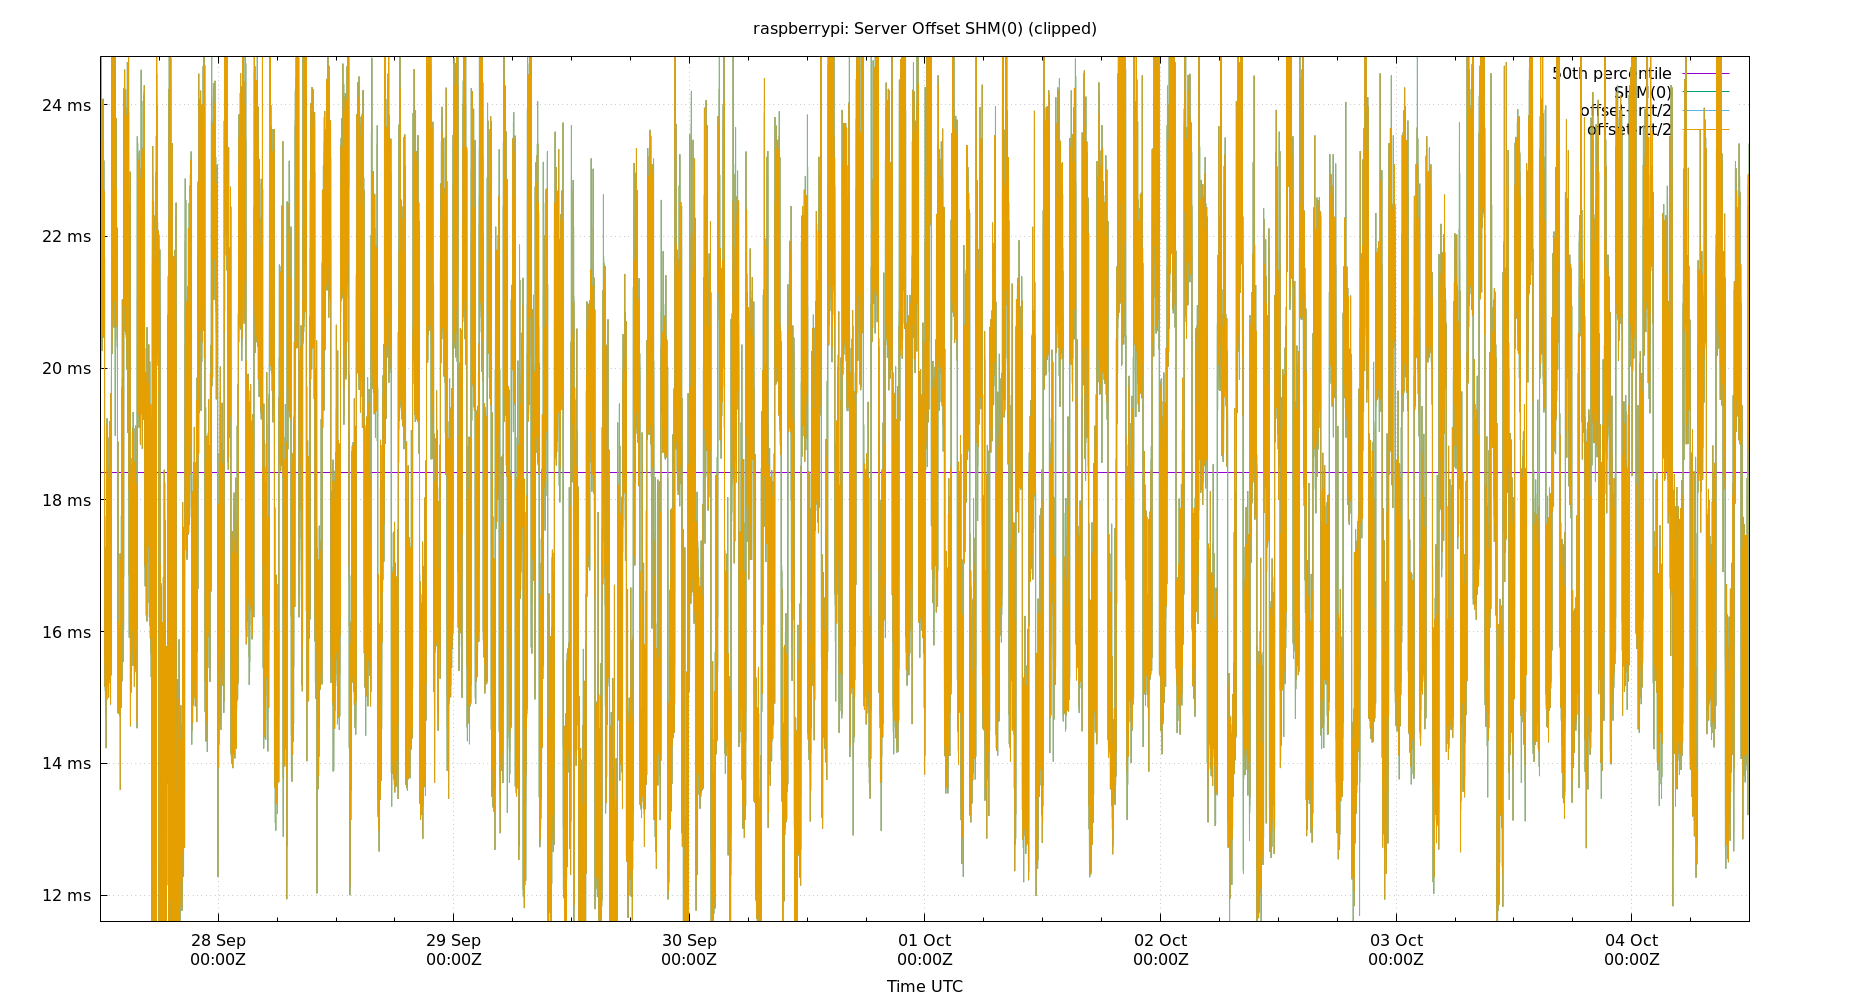 raspberrypi: Server Offset SHM(0) (clipped)
50th percentile
SHM(0)
offset+rtt/2
offset-rtt/2
24 ms
22 ms
20 ms
18 ms
16 ms
14 ms
12 ms
28 Sep 29 Sep 30 Sep 01 Oct 02 Oct 03 Oct 04 Oct
00:00Z 00:00Z 00:00Z 00:00Z 00:00Z 00:00Z 00:00Z
Time UTC